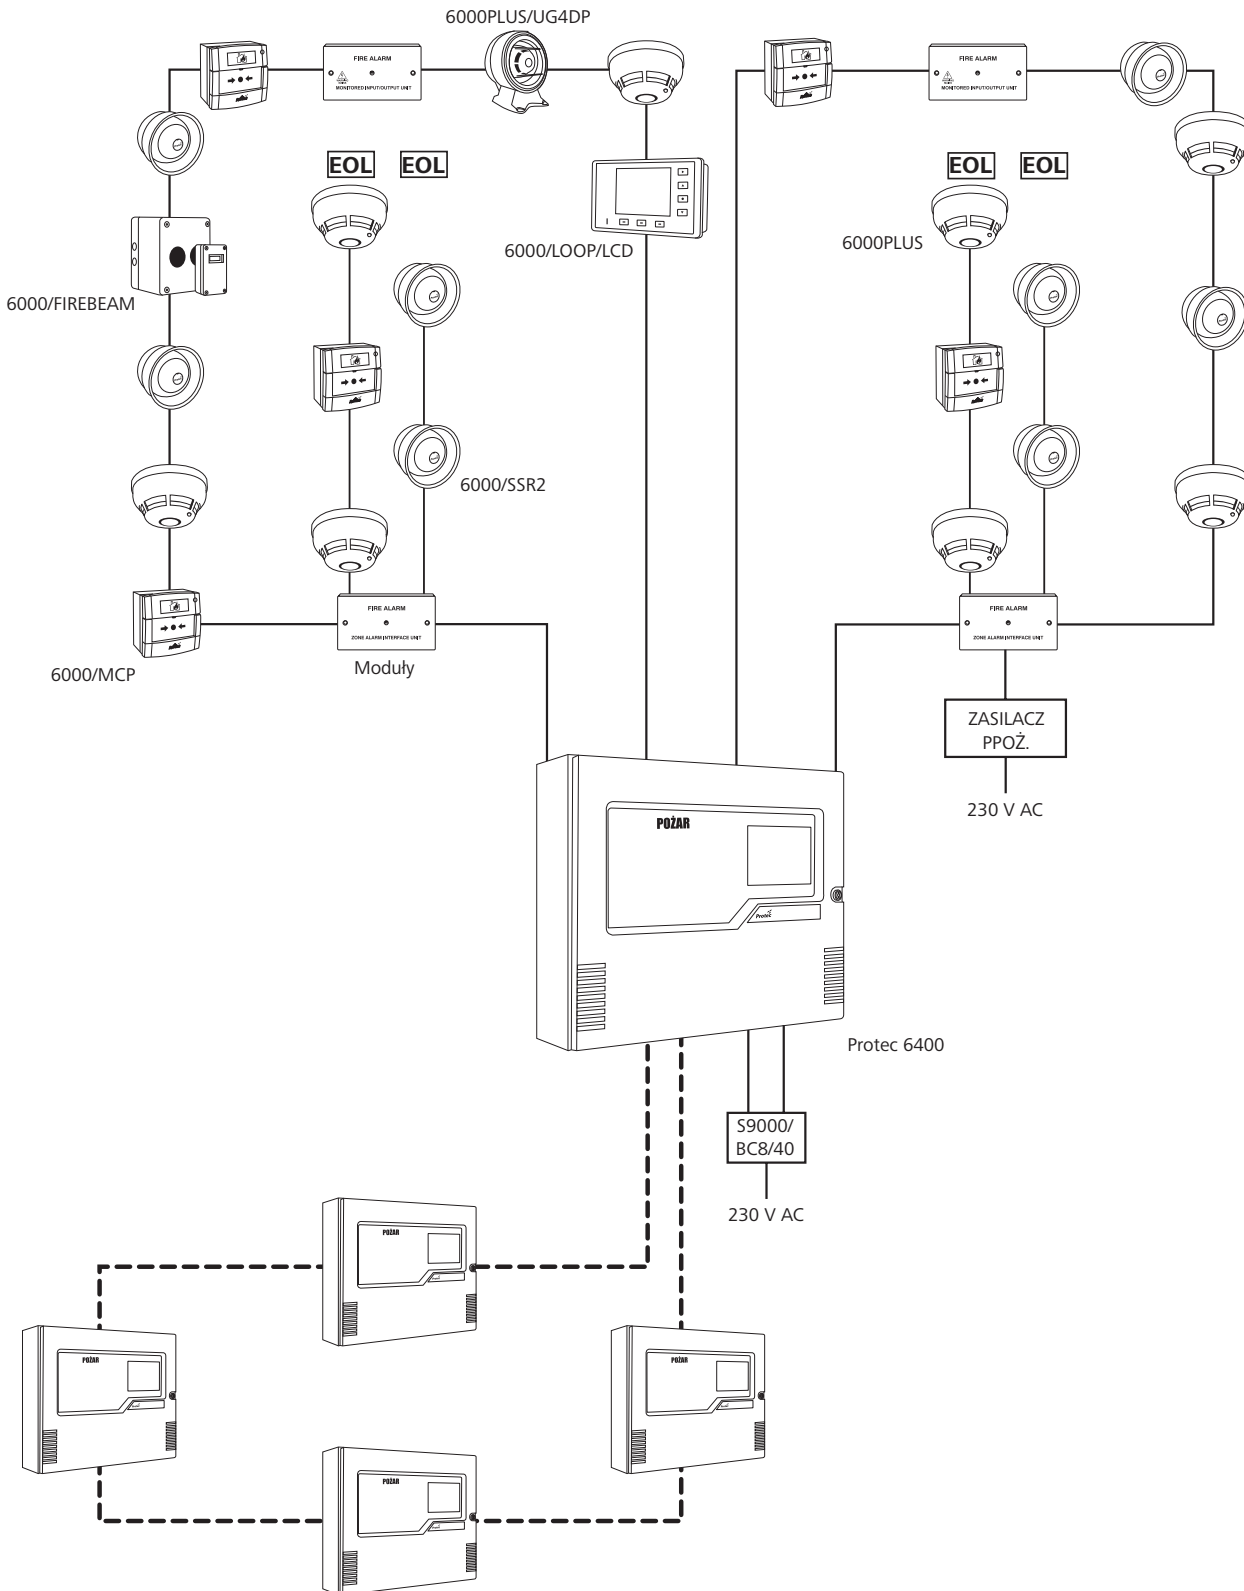 6000PLUS/UG4DP
FIRE ALARM
MONITORED INPUT/OUTPUT UNIT
FIRE ALARM
MONITORED INPUT/OUTPUT UNIT
EOL
EOL
EOL
EOL
6000/LOOP/LCD
6000PLUS
6000/FIREBEAM
6000/SSR2
FIRE ALARM
ZONE ALARM INTERFACE UNIT
FIRE ALARM
ZONE ALARM INTERFACE UNIT
6000/MCP
Moduły
ZASILACZ
PPOŻ.
230 V AC
POŻAR
Protec
Protec 6400
S9000/
BC8/40
230 V AC
POŻAR
POŻAR
POŻAR
POŻAR